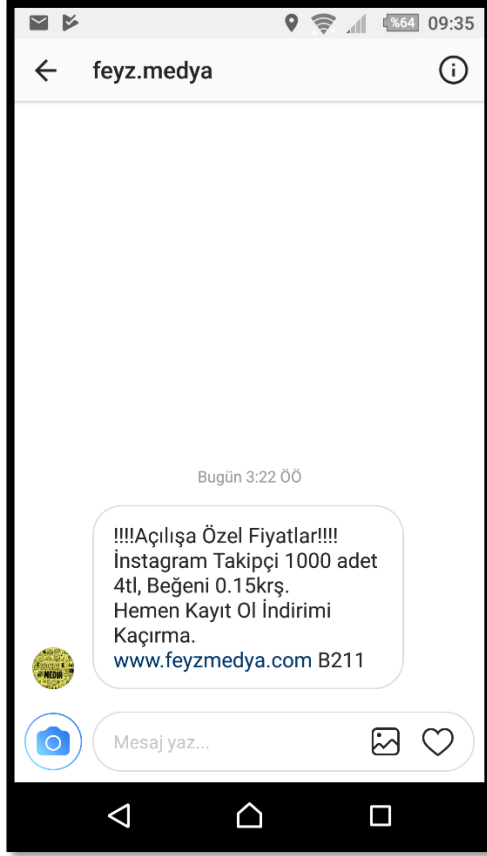 %64 09:35
feyz.medya
Bugün 3:22 ÖÖ
!!!!Açılışa Özel Fiyatlar!!!!
İnstagram Takipçi 1000 adet
4tl, Beğeni 0.15krş.
Hemen Kayıt Ol İndirimi
Kaçırma.
www.feyzmedya.com B211
MEDIA
Mesaj yaz...